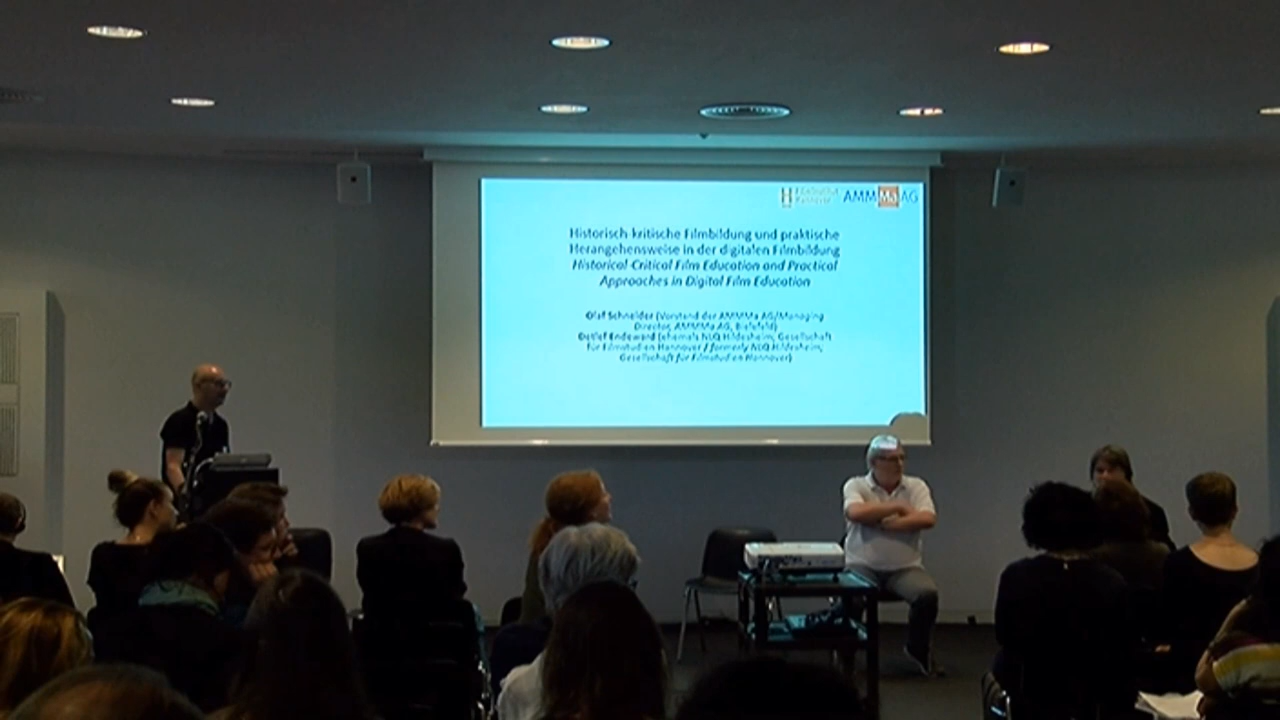 Filminstitut
Hannover
AMMMa AG
Historisch-kritische Filmbildung und praktische
Herangehensweise in der digitalen Filmbildung
Historical-Critical Film Education and Practical
Approaches in Digital Film Education
Olaf Schneider (Vorstand der AMMMa AG/Managing
Director, AMMMa AG, Bielefeld)
Detlef Endeward (ehemals NLQ Hildesheim, Gesellschaft
für Filmstudien Hannover / formerly NLQ Hildesheim,
Gesellschaft für Filmstudien Hannover)